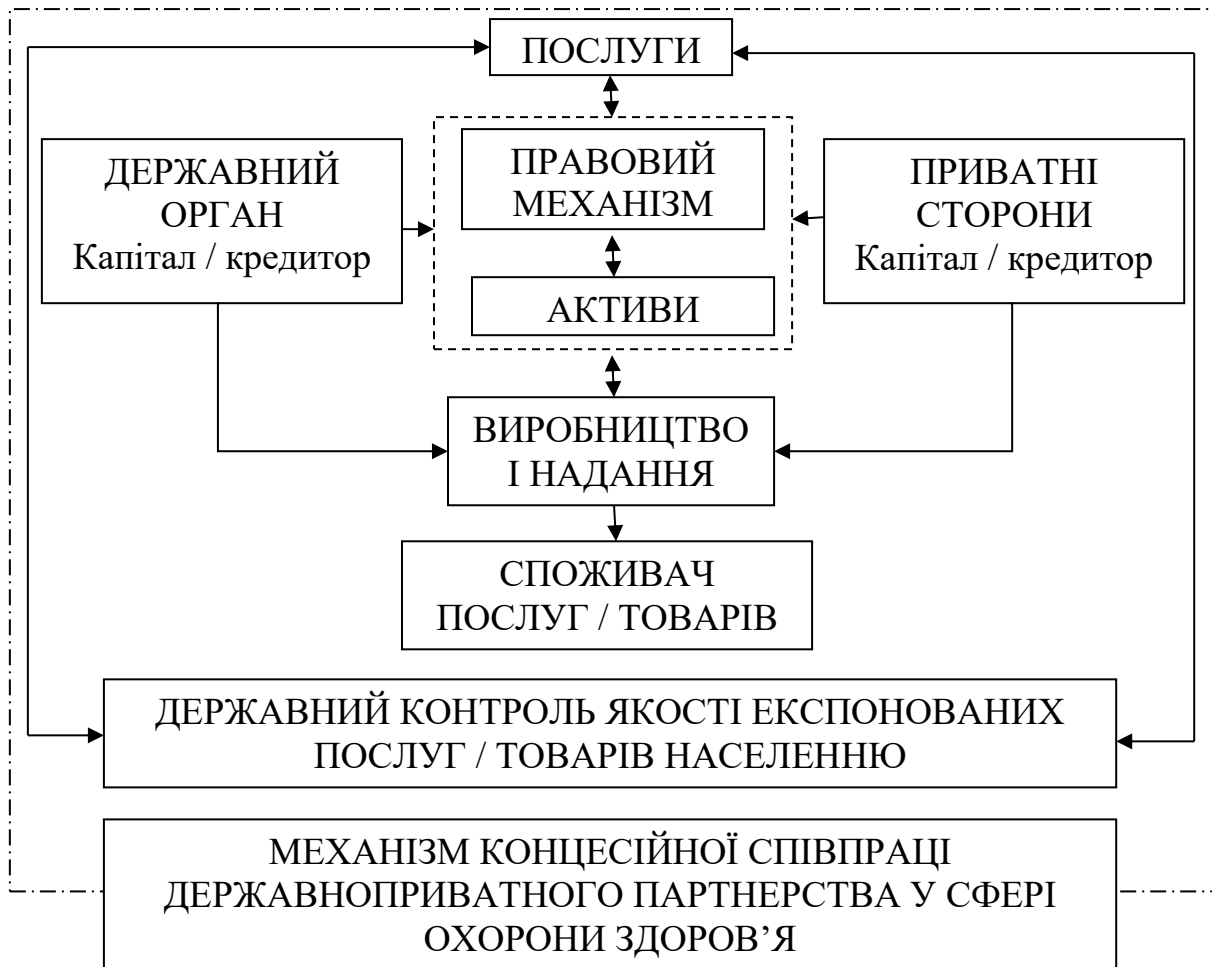 ПОСЛУГИ
ДЕРЖАВНИЙ
ОРГАН
Капітал / кредитор
ПРАВОВИЙ
МЕХАНІЗМ
АКТИВИ
ПРИВАТНІ
СТОРОНИ
Капітал / кредитор
ВИРОБНИЦТВО
І НАДАННЯ
СПОЖИВАЧ
ПОСЛУГ / ТОВАРІВ
ДЕРЖАВНИЙ КОНТРОЛЬ ЯКОСТІ ЕКСПОНОВАНИХ
ПОСЛУГ / ТОВАРІВ НАСЕЛЕННЮ
МЕХАНІЗМ КОНЦЕСІЙНОЇ СПІВПРАЦІ
ДЕРЖАВНОПРИВАТНОГО ПАРТНЕРСТВА У СФЕРІ
ОХОРОНИ ЗДОРОВ’Я